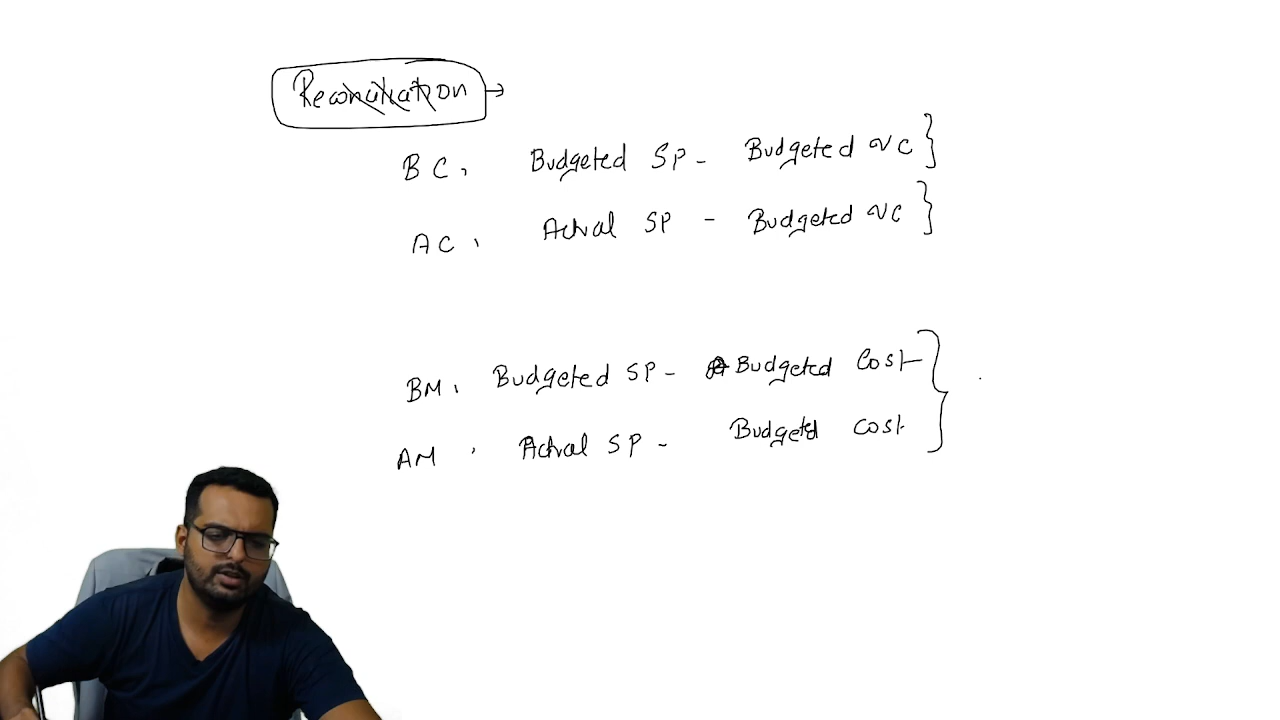 Reconciliation →
BC, Budgeted SP - Budgeted VC }
AC, Actual SP - Budgeted VC }
BM, Budgeted SP - Budgeted Cost }
AM, Actual SP - Budgeted cost